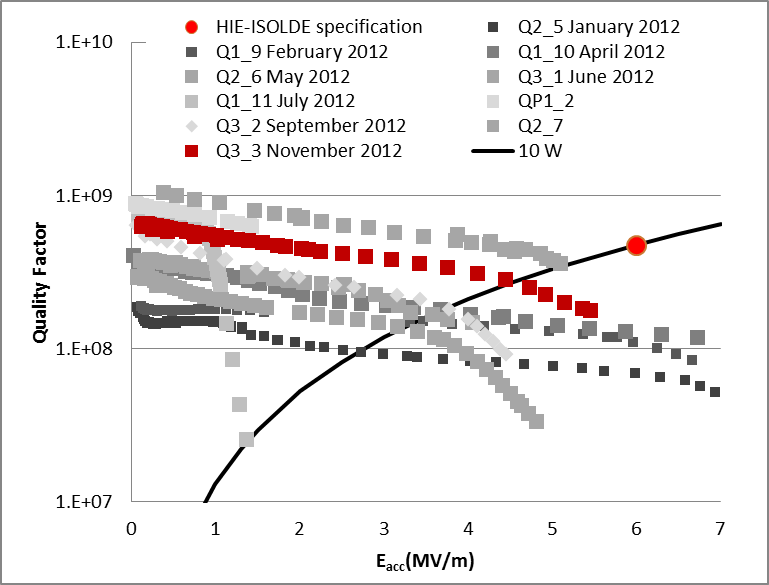 HIE-ISOLDE specification
Q2_5 January 2012
Q1_9 February 2012
Q1_10 April 2012
Q2_6 May 2012
Q3_1 June 2012
Q1_11 July 2012
QP1_2
Q3_2 September 2012
Q2_7
Q3_3 November 2012
10 W
1.E+10
1.E+09
1.E+08
1.E+07
Quality Factor
0 1 2 3 4 5 6 7
Eacc(MV/m)